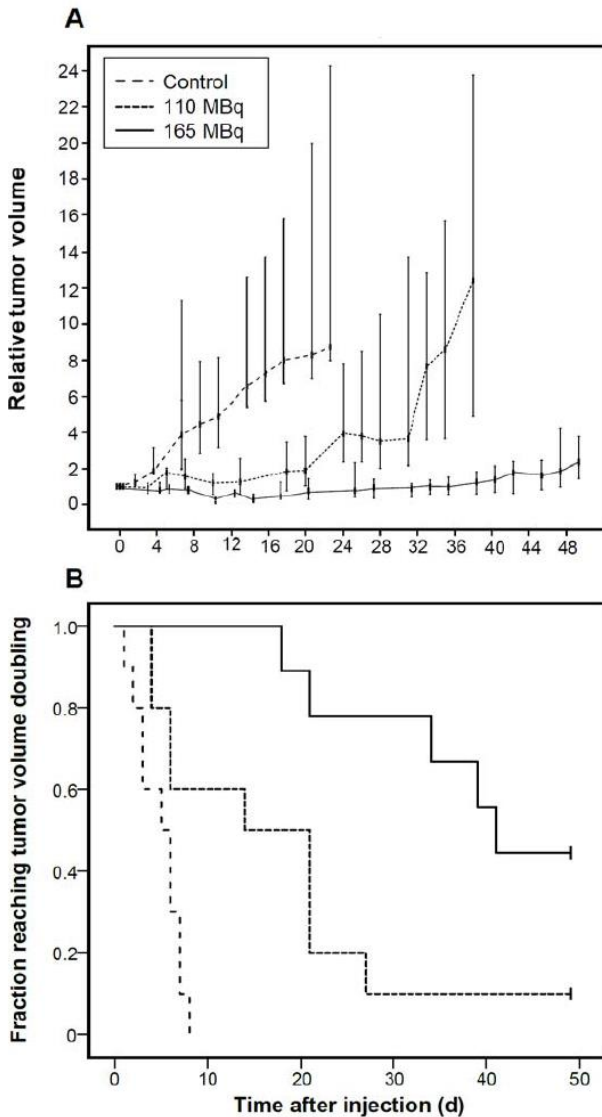 A
Relative tumor volume
24
22
20
18
16
14
12
10
8
6
4
2
0
Control
110 MBq
165 MBq
0 4 8 12 16 20 24 28 32 36 40 44 48
B
Fraction reaching tumor volume doubling
1.0
0.8
0.6
0.4
0.2
0
0 10 20 30 40 50
Time after injection (d)